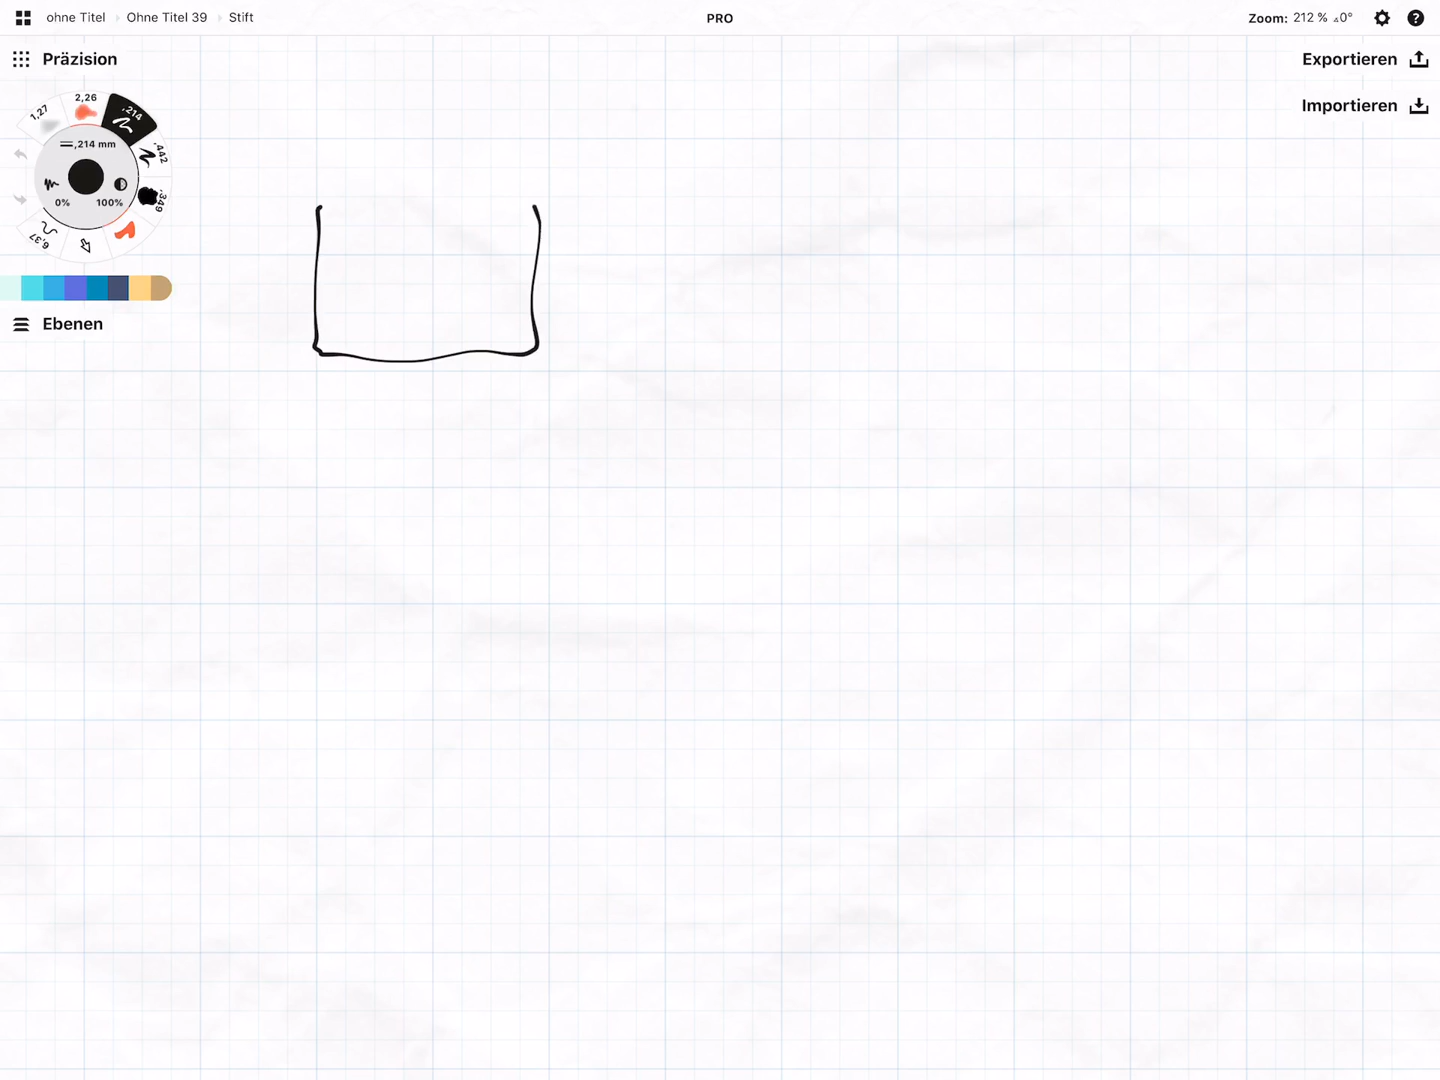 ohne Titel Ohne Titel 39 Stift PRO Zoom: 212 % ⊿0°
Präzision Exportieren
Importieren
1,27 2,26 ,214 ,442 ,349 6,37
,214 mm
0% 100%
Ebenen